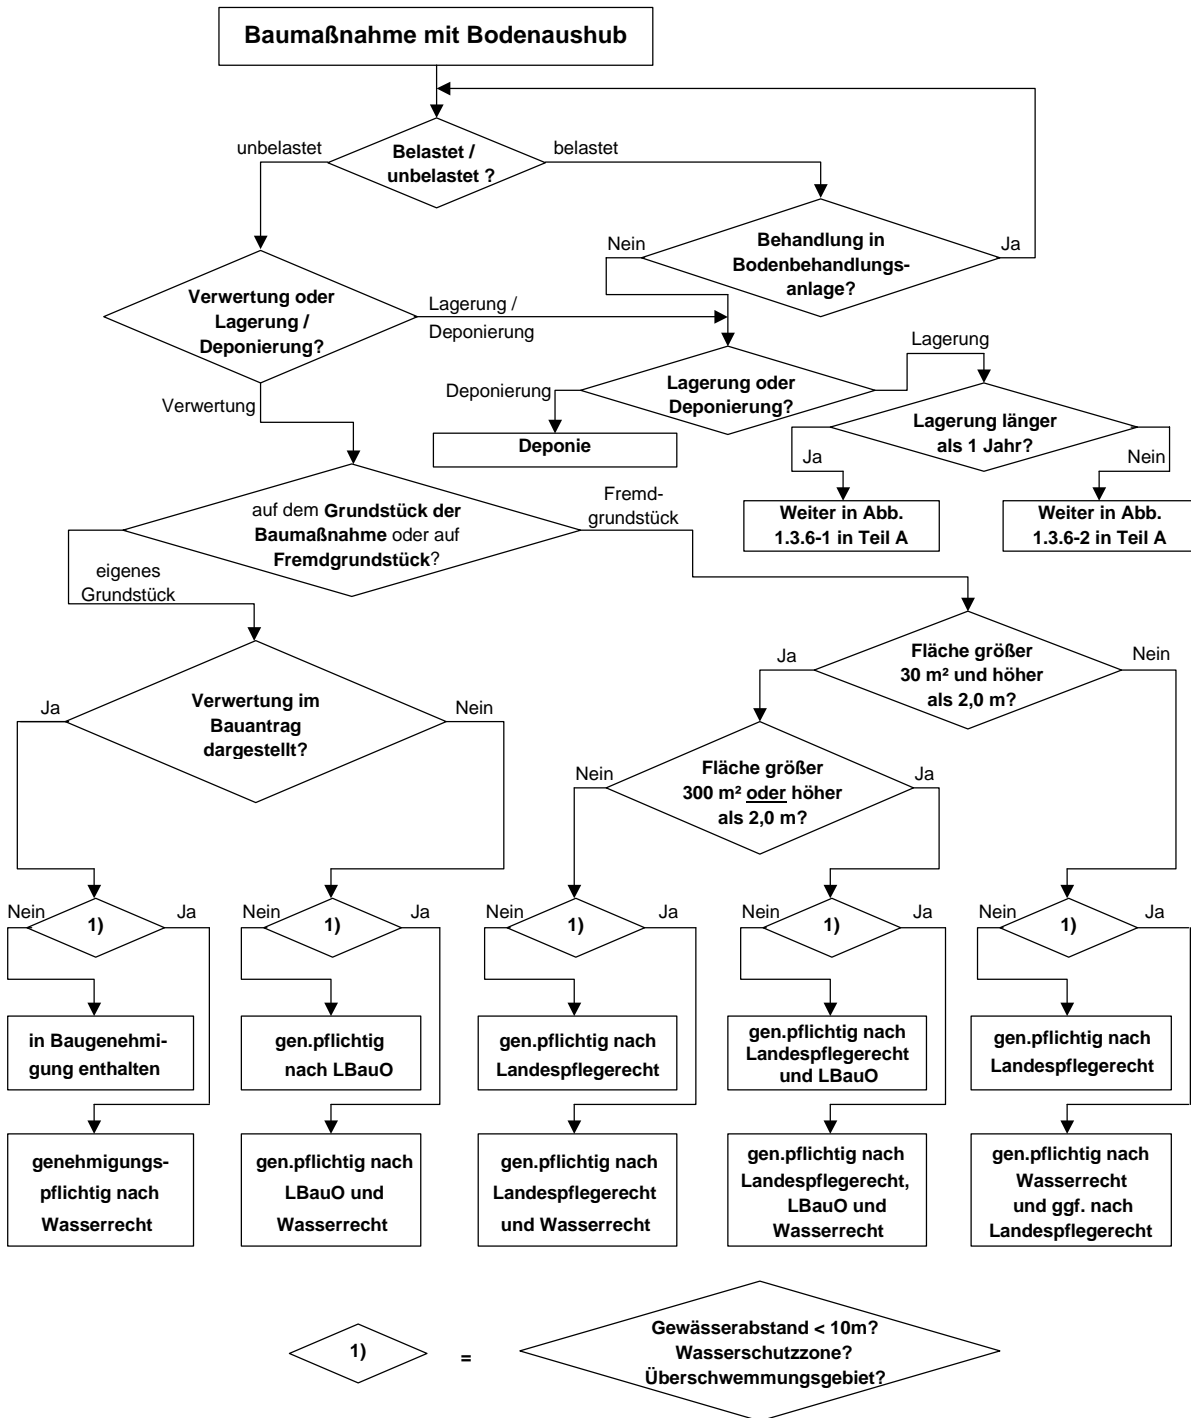 Baumaßnahme mit Bodenaushub
unbelastet
Belastet /
unbelastet ?
belastet
Nein
Behandlung in
Bodenbehandlungs-
anlage?
Ja
Verwertung oder
Lagerung /
Deponierung?
Lagerung /
Deponierung
Lagerung
Deponierung
Lagerung oder
Deponierung?
Verwertung
Lagerung länger
als 1 Jahr?
Deponie
Ja
Nein
Weiter in Abb.
1.3.6-1 in Teil A
Weiter in Abb.
1.3.6-2 in Teil A
auf dem Grundstück der
Baumaßnahme oder auf
Fremdgrundstück?
Fremd-
grundstück
eigenes
Grundstück
Fläche größer
30 m² und höher
als 2,0 m?
Ja
Nein
Ja
Verwertung im
Bauantrag
dargestellt?
Nein
Nein
Fläche größer
300 m² oder höher
als 2,0 m?
Ja
Nein
1)
Ja
Nein
1)
Ja
Nein
1)
Ja
Nein
1)
Ja
Nein
1)
Ja
in Baugenehmi-
gung enthalten
gen.pflichtig
nach LBauO
gen.pflichtig nach
Landespflegerecht
gen.pflichtig nach
Landespflegerecht
und LBauO
gen.pflichtig nach
Landespflegerecht
genehmigungs-
pflichtig nach
Wasserrecht
gen.pflichtig nach
LBauO und
Wasserrecht
gen.pflichtig nach
Landespflegerecht
und Wasserrecht
gen.pflichtig nach
Landespflegerecht,
LBauO und
Wasserrecht
gen.pflichtig nach
Wasserrecht
und ggf. nach
Landespflegerecht
1)
=
Gewässerabstand < 10m?
Wasserschutzzone?
Überschwemmungsgebiet?